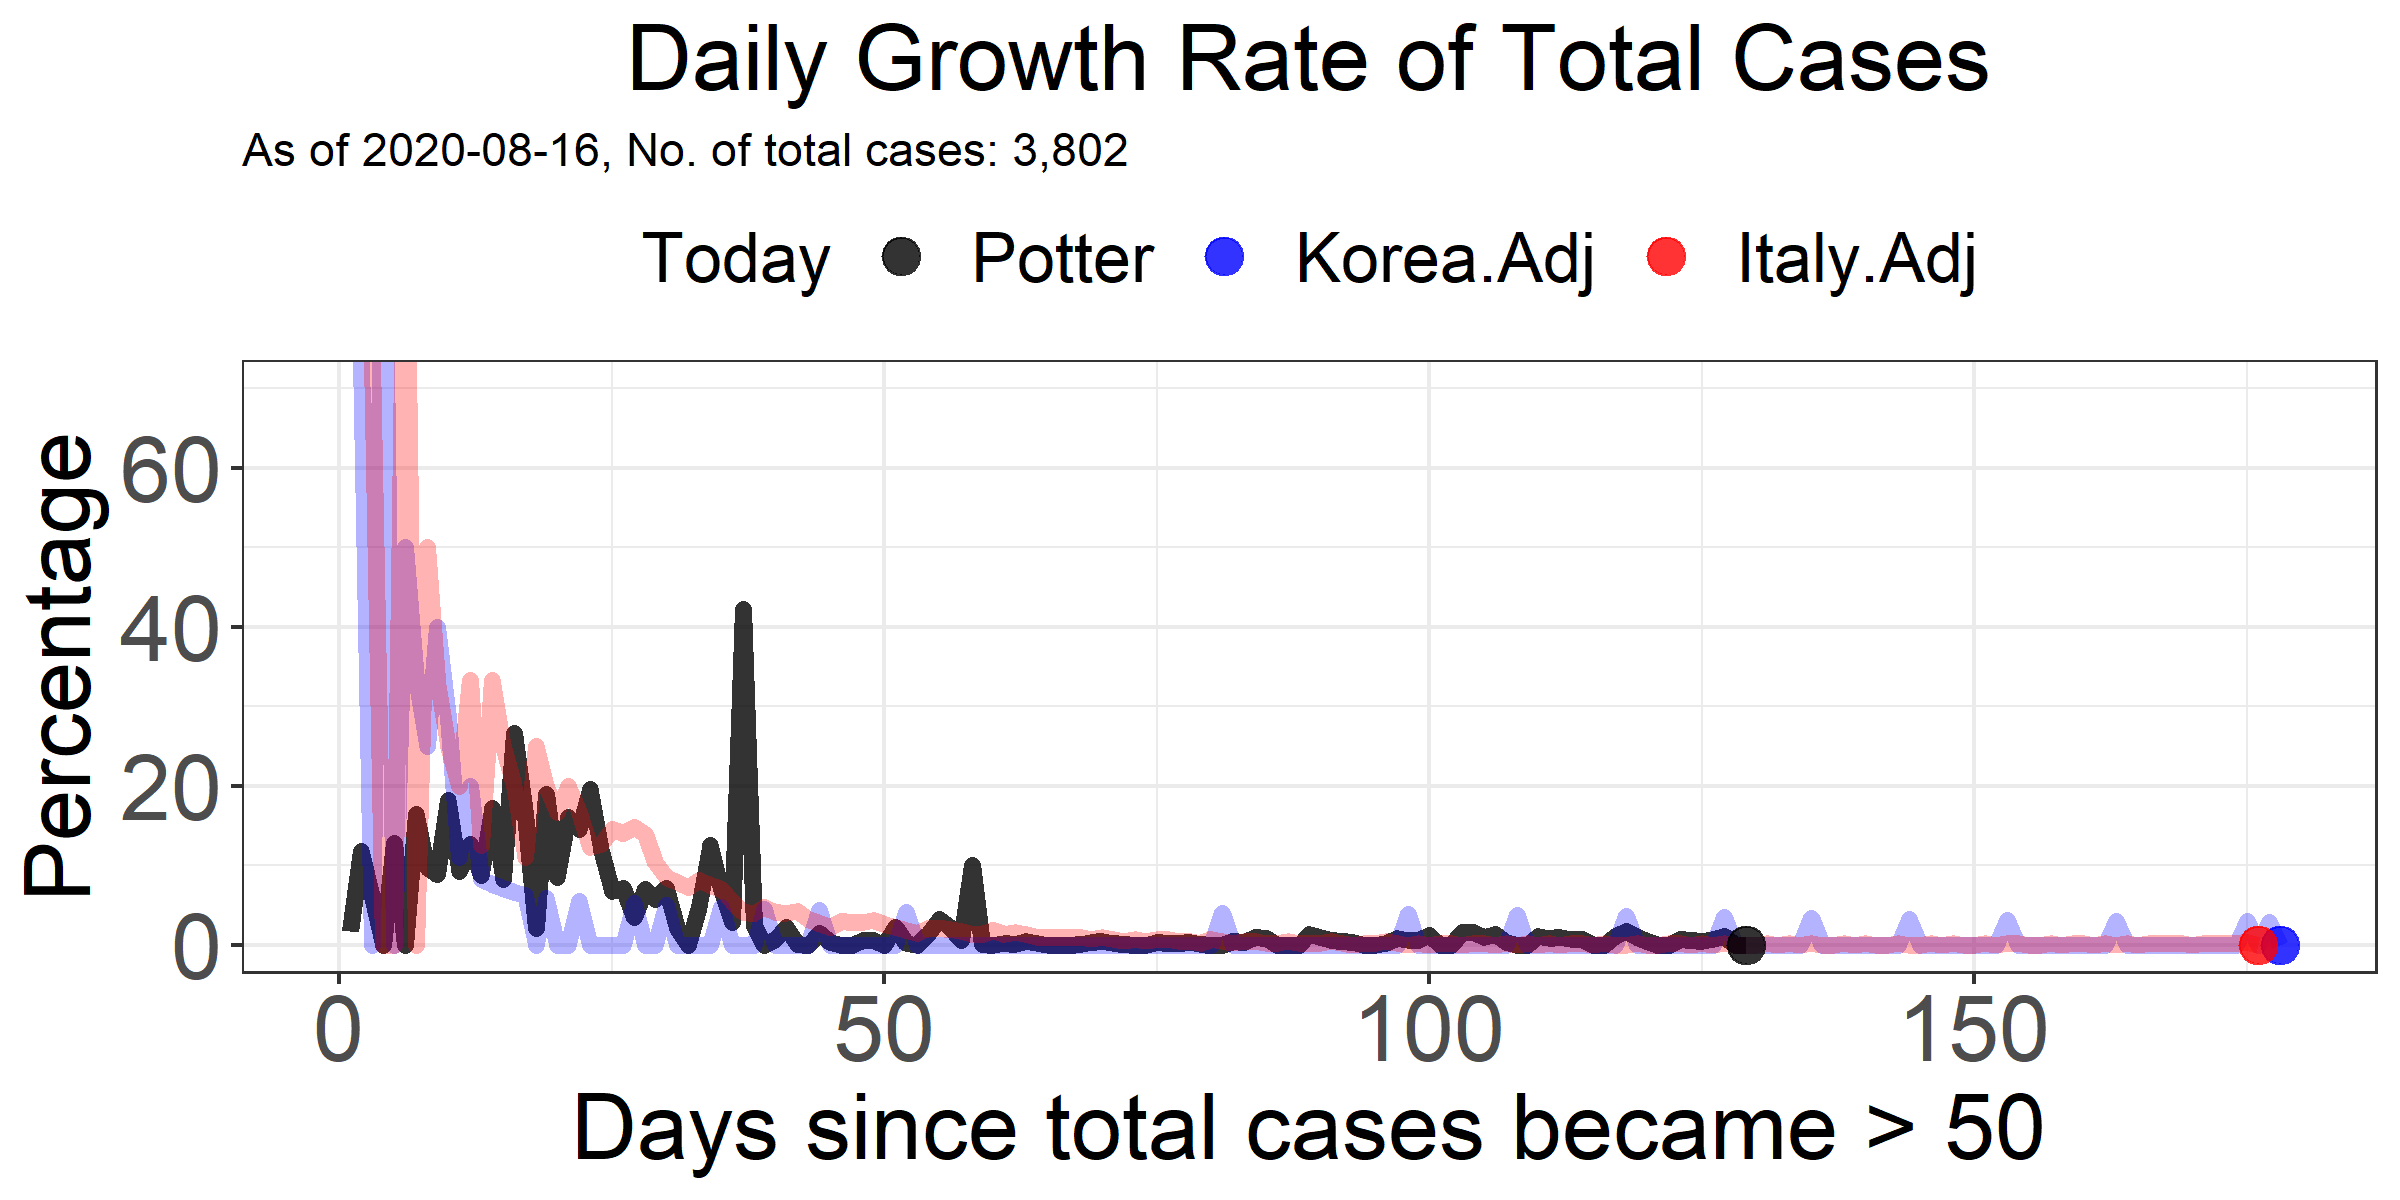 Daily Growth Rate of Total Cases
As of 2020-08-16, No. of total cases: 3,802
Today Potter Korea.Adj Italy.Adj
Percentage
60
40
20
0
0 50 100 150
Days since total cases became > 50